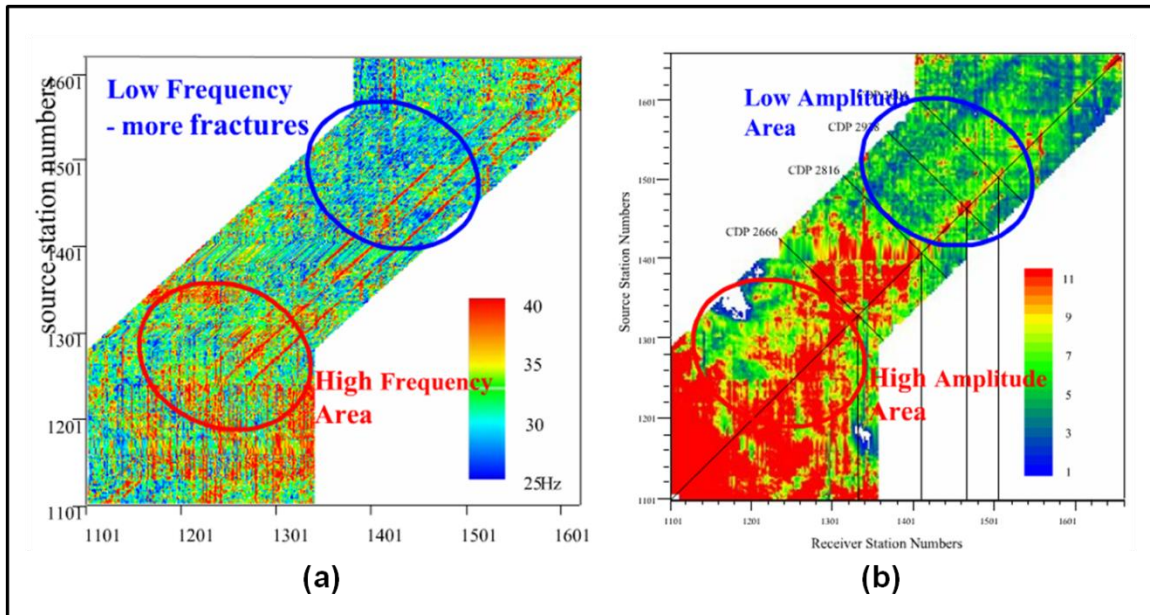 source station numbers
1601
1501
1401
1301
1201
1101
Low Frequency
- more fractures
High Frequency
Area
40
35
30
25Hz
1101 1201 1301 1401 1501 1601
(a)
Source Station Numbers
1601
1501
1401
1301
1201
1101
Low Amplitude
Area
CDP
CDP 2938
CDP 2816
CDP 2666
High Amplitude
Area
11
9
7
5
3
1
1101 1201 1301 1401 1501 1601
Receiver Station Numbers
(b)